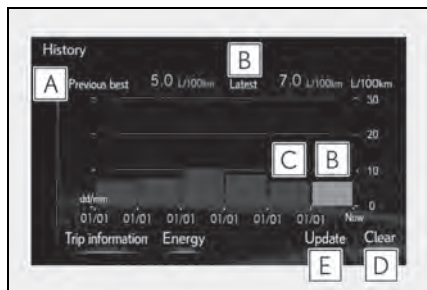 History
B
A Previous best 5.0 L/100km Latest 7.0 L/100km L/100km
30
20
C B
10
dd/mm 0
01/01 01/01 01/01 01/01 01/01 01/01 Now
Trip information Energy Update Clear
E D